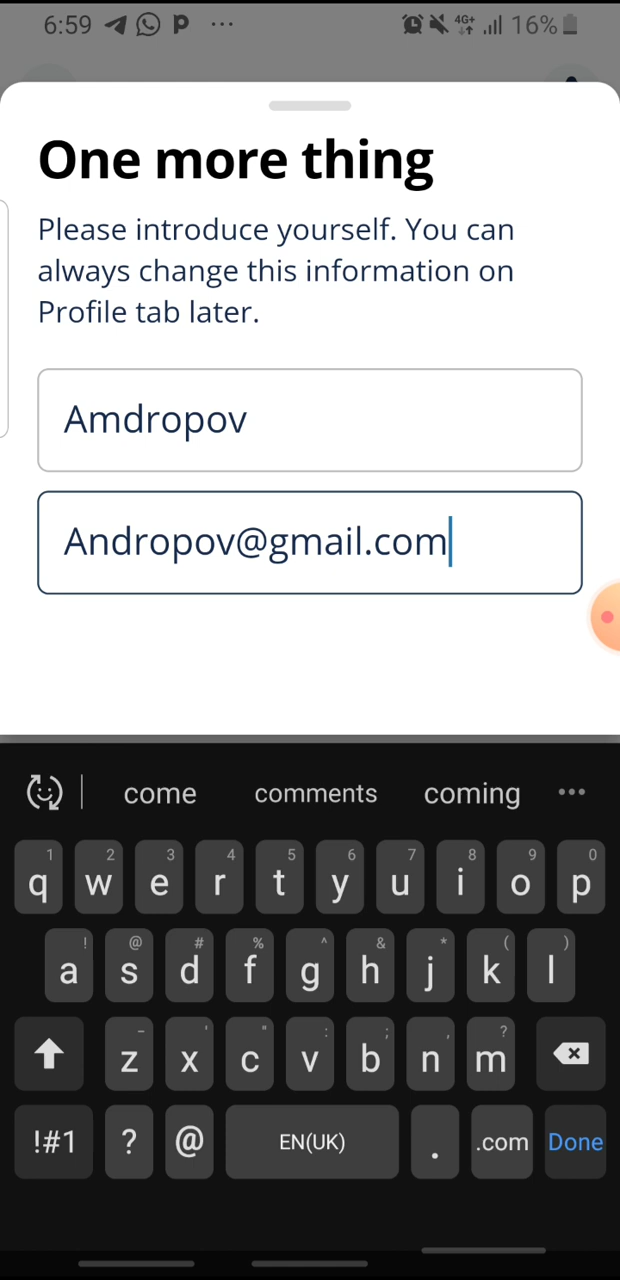 6:59 P ... 4G+ 16%
One more thing
Please introduce yourself. You can
always change this information on
Profile tab later.
Amdropov
Andropov@gmail.com
come comments coming ...
1 2 3 4 5 6 7 8 9 0
q w e r t y u i o p
! @ # % ^ & * ( )
a s d f g h j k l
- ' " : ; , ?
z x c v b n m
!#1 ? @ EN(UK) . .com Done